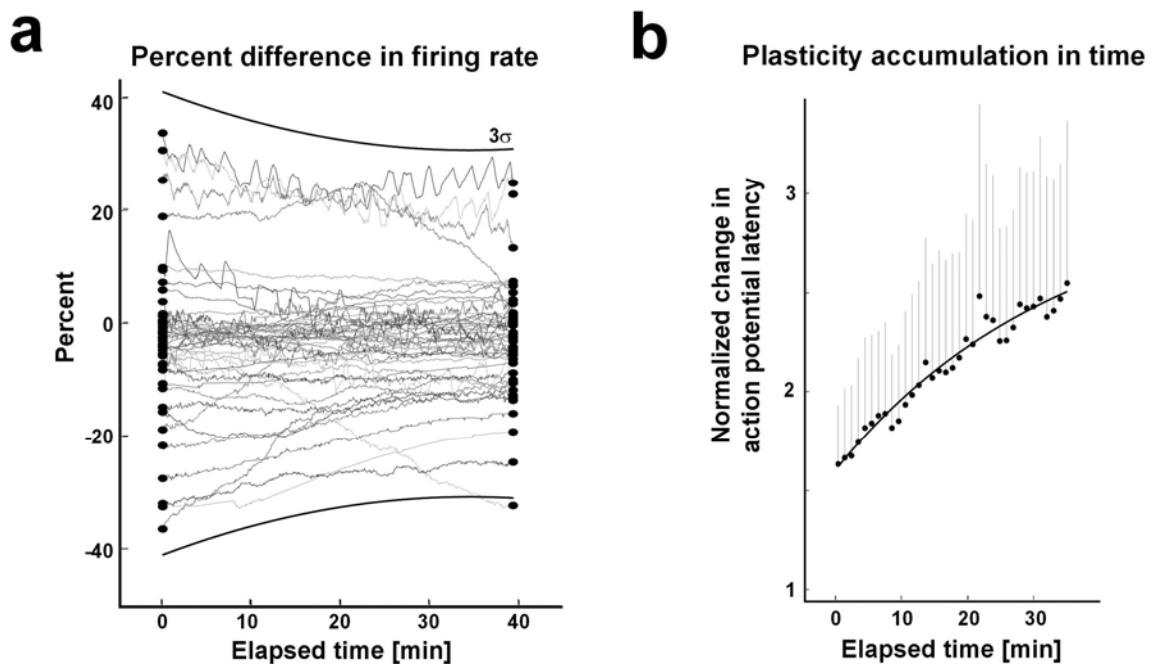 a
Percent difference in firing rate
40
20
0
-20
-40
Percent
3σ
0 10 20 30 40
Elapsed time [min]
b
Plasticity accumulation in time
3
2
1
Normalized change in
action potential latency
0 10 20 30
Elapsed time [min]